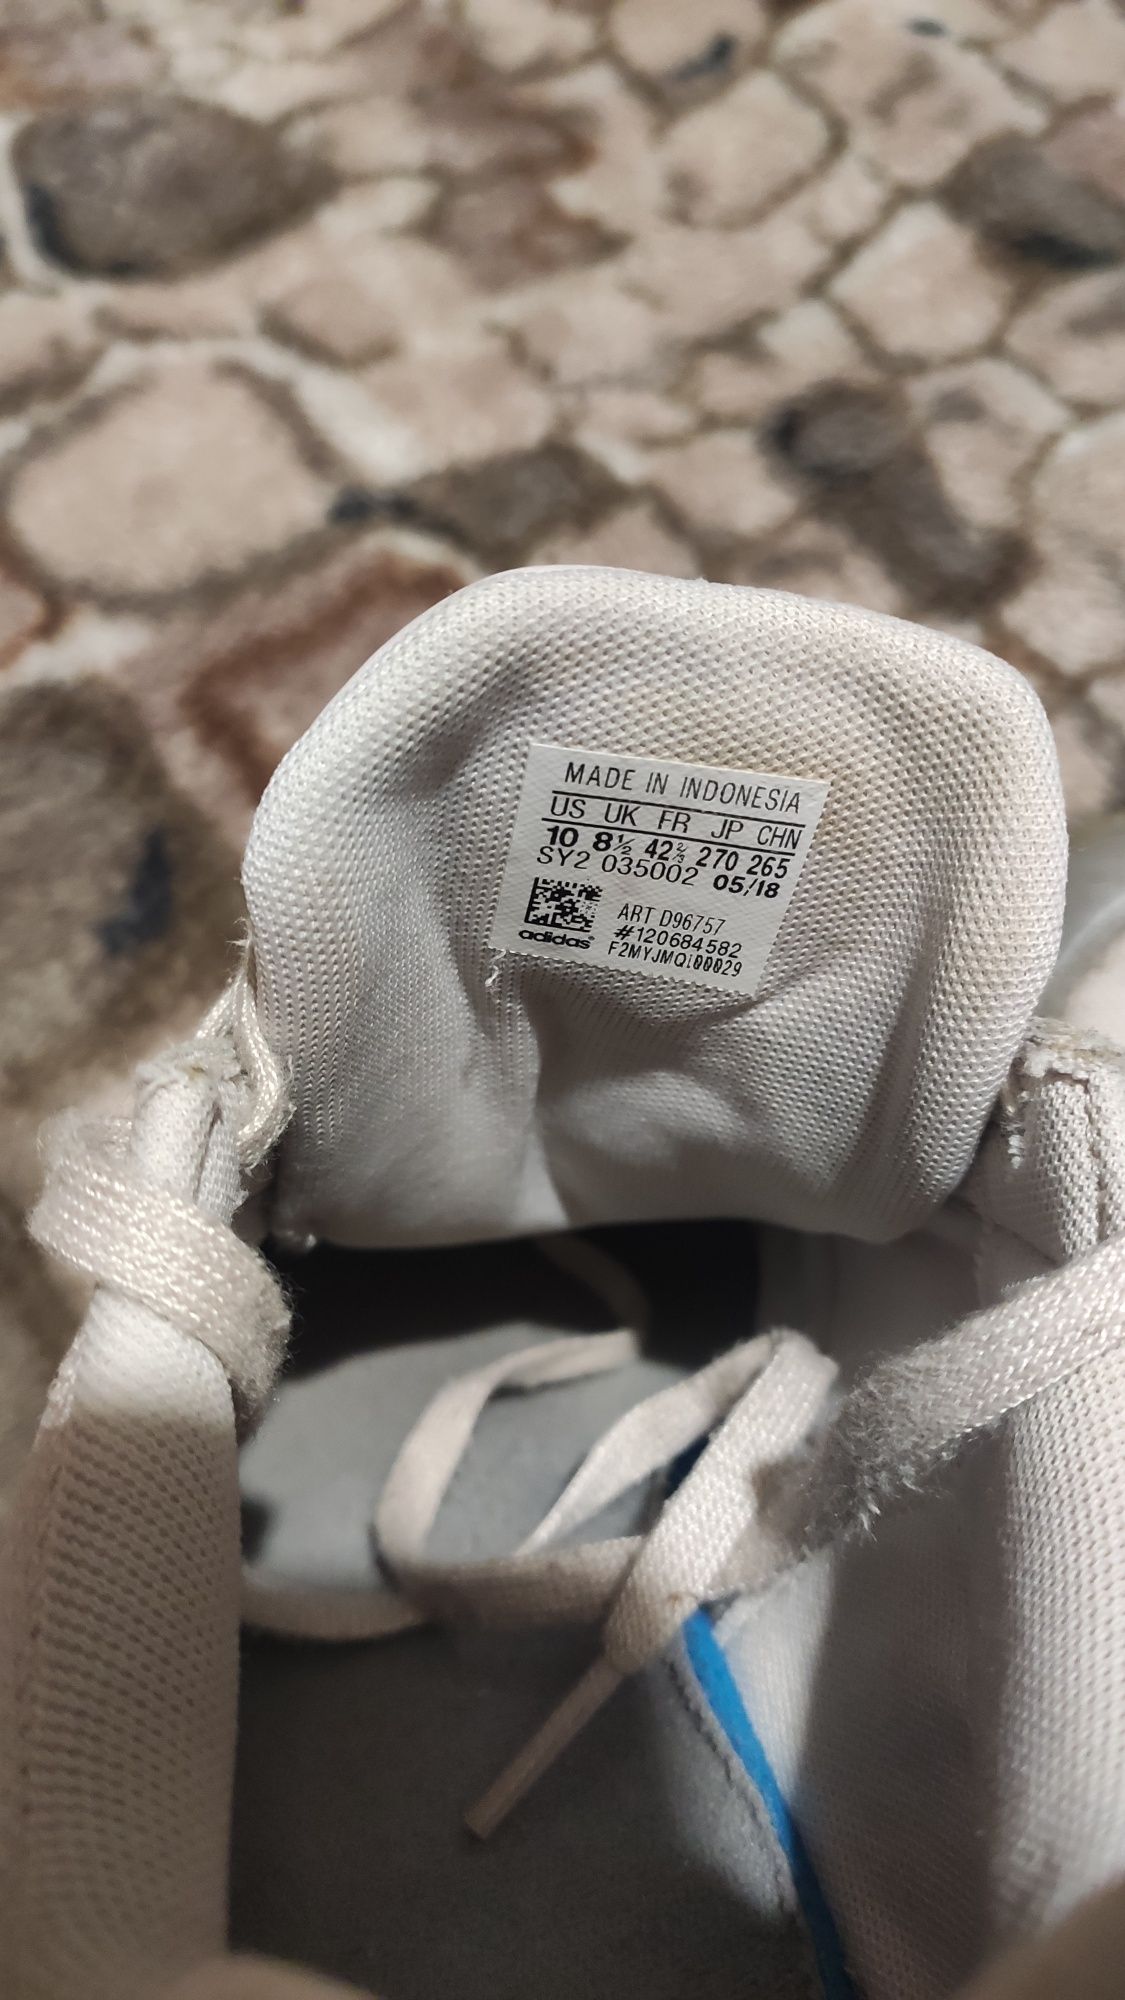 MADE IN INDONESIA
US UK FR JP CHN
10 8½ 42⅔ 270 265
SY2 035002 05/18
ART D96757
#120684582
adidas
F2MYJMQI00029